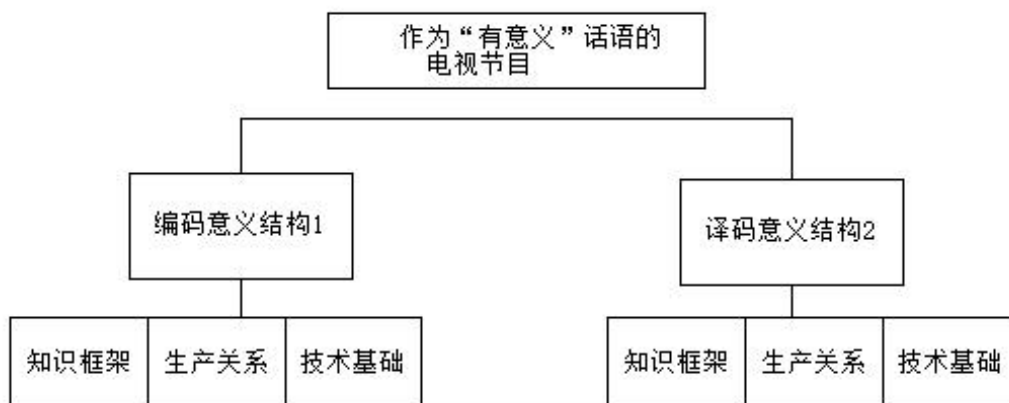 作为“有意义”话语的
电视节目
编码意义结构1
译码意义结构2
知识框架 生产关系 技术基础
知识框架 生产关系 技术基础